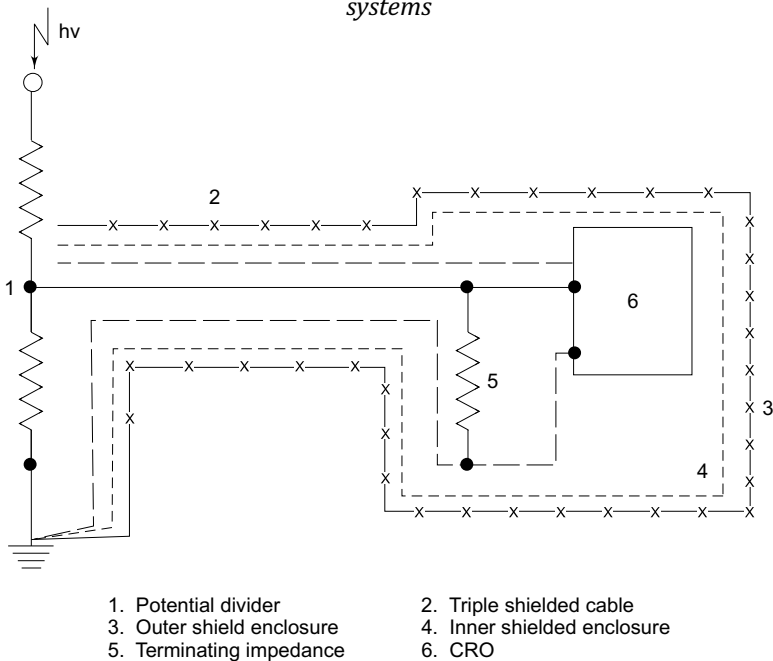 systems
hv
2
1
6
5
3
4
1. Potential divider
2. Triple shielded cable
3. Outer shield enclosure
4. Inner shielded enclosure
5. Terminating impedance
6. CRO